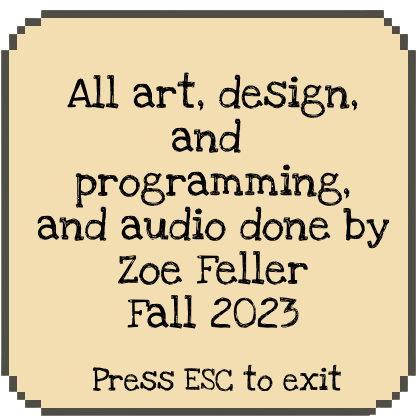 All art, design,
and
programming,
and audio done by
Zoe Feller
Fall 2023
Press ESC to exit